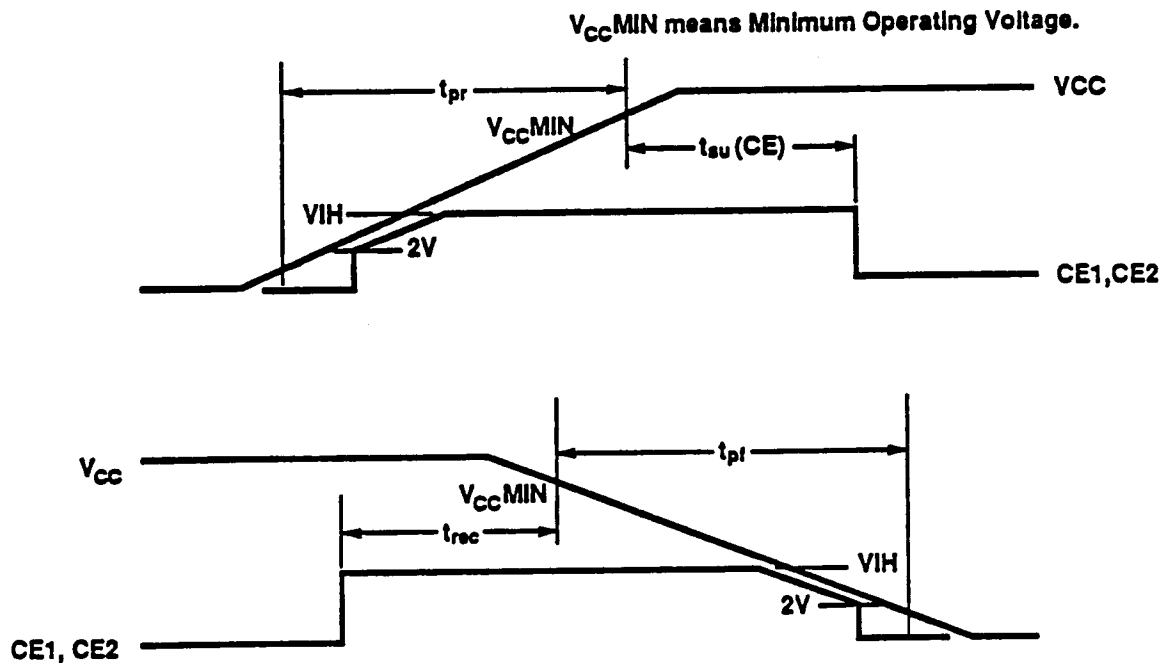 VCCMIN means Minimum Operating Voltage.
tpr
VCC
VCCMIN
tsu (CE)
VIH
2V
CE1,CE2
tpf
VCC
VCCMIN
trec
VIH
2V
CE1, CE2